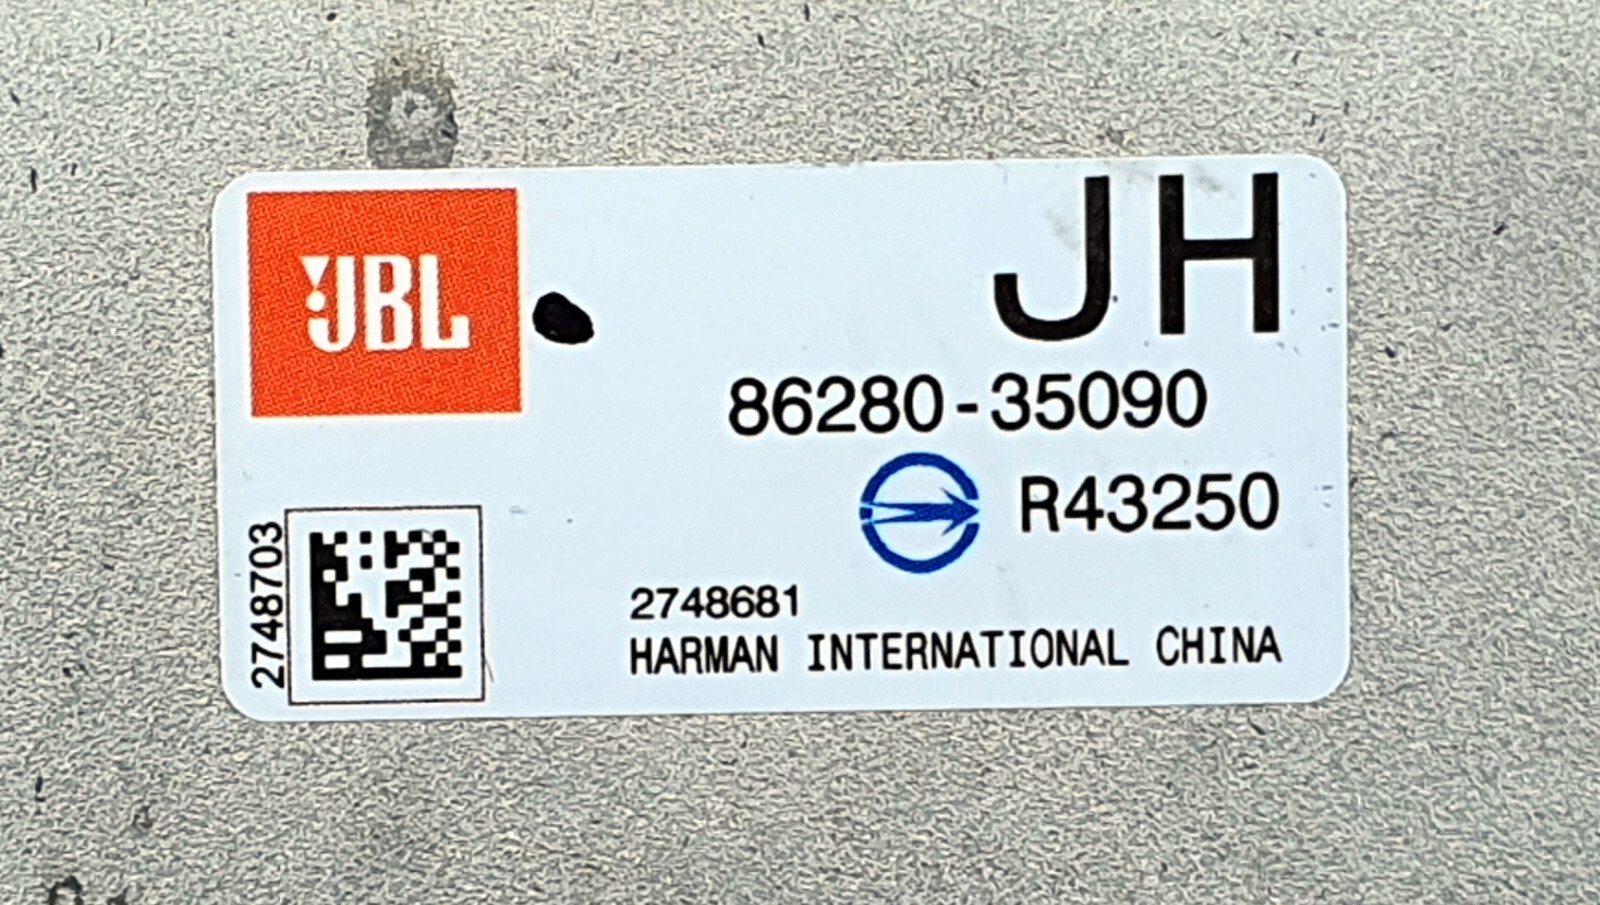 JBL
JH
86280-35090
R43250
2748703
2748681
HARMAN INTERNATIONAL CHINA